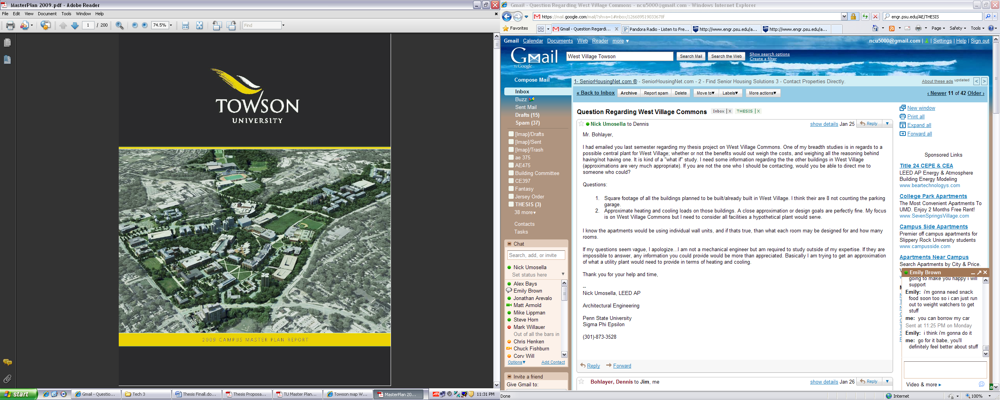 MasterPlan 2009.pdf - Adobe Reader
File Edit View Document Tools Window Help
1 / 200 74.5% Find
TOWSON
UNIVERSITY
2009 CAMPUS MASTER PLAN REPORT
start Gmail - Questio... Tech 3 Thesis Finall.do... Thesis Proposa... TU Master Plan... Towson map W... MasterPlan 20... ATI 11:31 PM
Gmail - Question Regarding West Village Commons - ncu5000@gmail.com - Windows Internet Explorer
https://mail.google.com/mail/?shva=1#inbox/126689519033678f engr.psu.edu/AE/THESIS
Favorites Gmail - Question Regardi... Pandora Radio - Listen to Fre... http://www.engr.psu.edu/a... http://www.engr.psu.edu/a... Page Safety Tools
Gmail Calendar Documents Web Reader more ▼ ncu5000@gmail.com | Settings | Help | Sign out
Gmail
by Google
West Village Towson Search Mail Search the Web Show search options
Create a filter
Compose Mail
Inbox
Buzz
Sent Mail
Drafts (15)
Spam (37)
[Imap]/Drafts
[Imap]/Sent
[Imap]/Trash
ae 375
AE475
Building Committee
CE397
Fantasy
Jersey Order
THESIS (3)
38 more▼
Contacts
Tasks
Chat
Search, add, or invite
Nick Umosella
Set status here
Alex Bays
Emily Brown
Jonathan Arevalo
Matt Armold
Mike Lippman
Steve Horn
Mark Willauer
Out of all the bars in
Chris Henken
Chuck Fishburn
Cory Will
Options▼ Add Contact
Invite a friend
Give Gmail to:
1- SeniorHousingNet.com ® - SeniorHousingNet.com - 2 - Find Senior Housing Solutions 3 - Contact Properties Directly. About these ads updated < >
« Back to Inbox Archive Report spam Delete Move to▼ Labels▼ More actions▼ ‹ Newer 11 of 42 Older ›
Question Regarding West Village Commons Inbox | X THESIS | X
Nick Umosella to Dennis show details Jan 25 Reply
Mr. Bohlayer,
I had emailed you last semester regarding my thesis project on West Village Commons. One of my breadth studies is in regards to a
possible central plant for West Village; whether or not the benefits would out weigh the costs, and weighing all the reasoning behind
having/not having one. It is kind of a "what if" study. I need some information regarding the the other buildings in West Village
(approximations are very much appropriate). If you are not the one who I should be contacting, would you be able to direct me to
someone who could?
Questions:
1. Square footage of all the buildings planned to be built/already built in West Village. I think their are 8 not counting the parking
garage.
2. Approximate heating and cooling loads on those buildings. A close approximation or design goals are perfectly fine. My focus
is on West Village Commons but I need to consider all facilities a hypothetical plant would serve.
I know the apartments would be using individual wall units, and if thats true, than what each room may be designed for and how many
rooms.
If my questions seem vague, I apologize...I am not a mechanical engineer but am required to study outside of my expertise. If they are
impossible to answer, any information you could provide would be more than appreciated. Basically I am trying to get an approximation
of what a utility plant would need to provide in terms of heating and cooling.
Thank you for your help and time,
--
Nick Umosella, LEED AP
Architectural Engineering
Penn State University
Sigma Phi Epsilon
(301)-873-3528
Reply Forward
Bohlayer, Dennis to Jim, me show details Jan 26 Reply
New window
Print all
Expand all
Forward all
Sponsored Links
Title 24 CEPE & CEA
LEED AP Energy & Atmosphere
Building Energy Modeling
www.beartechnologys.com
College Park Apartments
The Most Convenient Apartments To
UMD. Enjoy 2 Months Free Rent!
www.SevenSpringsVillage.com
Campus Side Apartments
Premier off campus apartments for
Slippery Rock University students
www.campusside.com
Apartments Near Campus
Search Apartments by City & Price.
Emily Brown
going to make you happy i will
support
Emily: i'm gonna need snack
food soon too so i can just run
out to weight watchers to get
stuff
me: you can borrow my car
Sent at 11:25 PM on Monday
Emily: i think i'm gonna do it
me: go for it babe, you'll
definitely feel better about stuff
Video & more ▸
Done Internet 100%